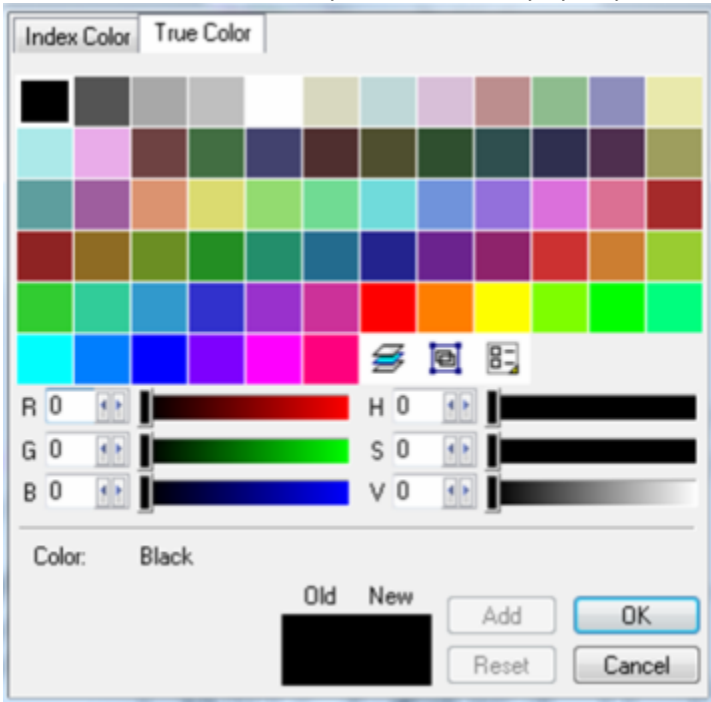 Index Color True Color
R 0 H 0
G 0 S 0
B 0 V 0
Color: Black
Old New
Add OK
Reset Cancel